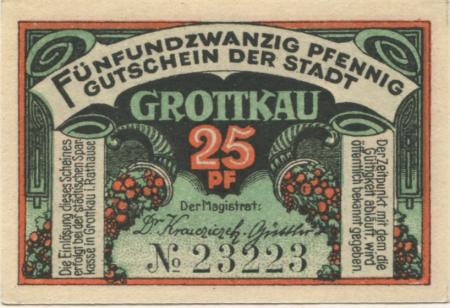 FÜNFUNDZWANZIG PFENNIG
GUTSCHEIN DER STADT
GROTTKAU
25
PF
Der Magistrat:
Nº 23223
Die Einlösung dieses Scheines
erfolgt bei der städtischen Spar
kasse in Grottkau i. Rathause
Der Zeitpunkt mit dem die
Gültigkeit abläuft, wird
öffentlich bekannt gegeben.